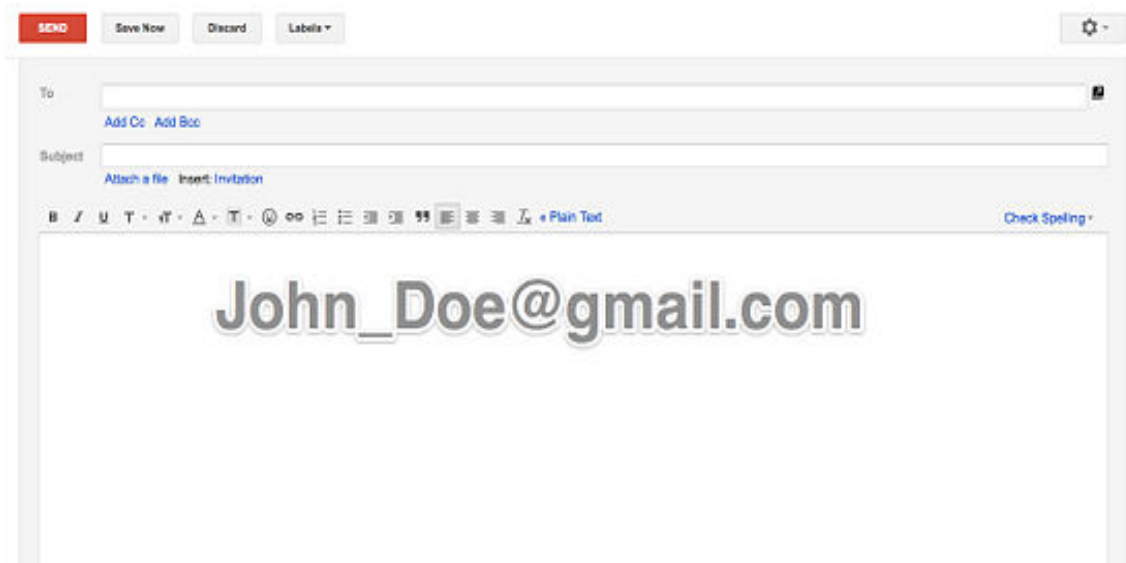 SEND Save Now Discard Labels
To
Add Cc Add Bcc
Subject
Attach a file Insert: Invitation
B I U T T A T « Plain Text Check Spelling
John_Doe@gmail.com